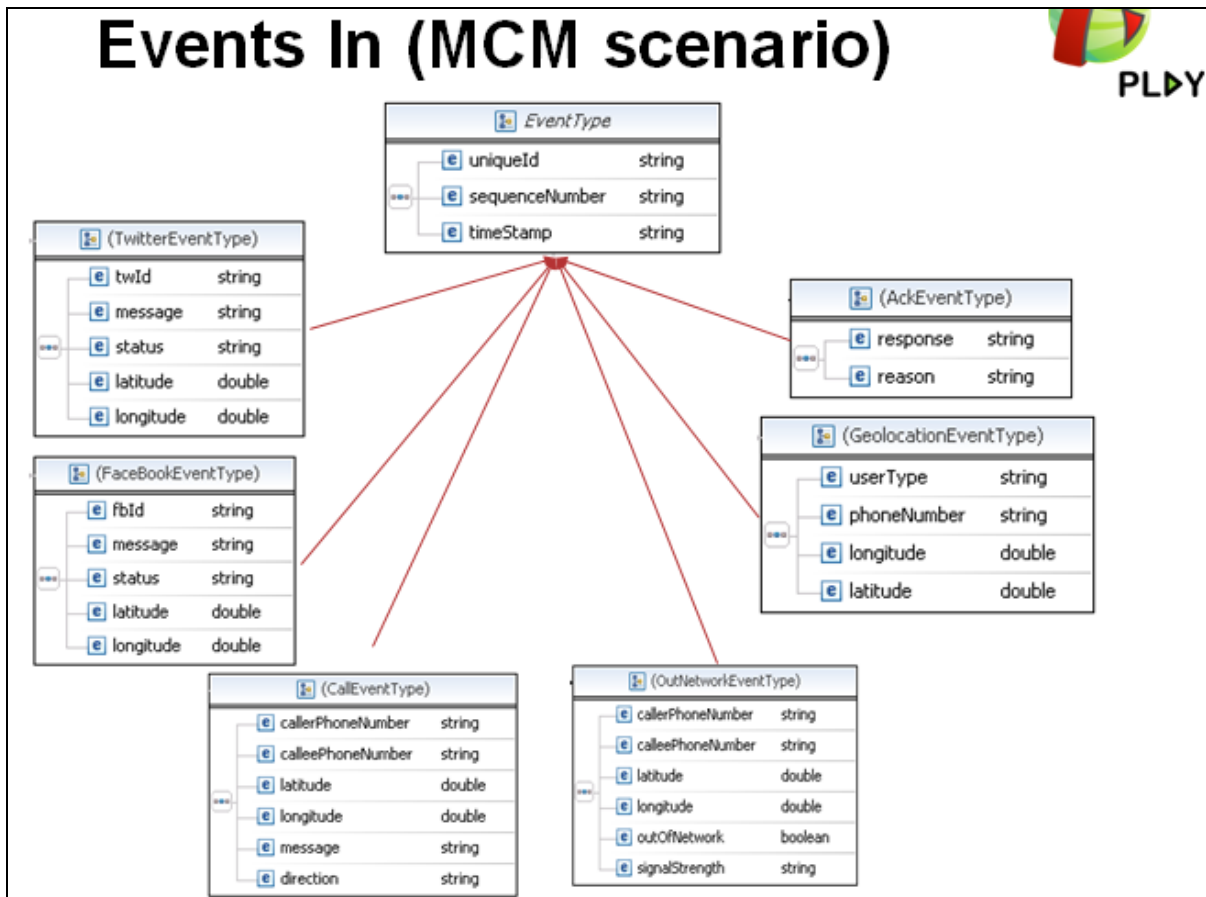 Events In (MCM scenario)
PLAY
EventType
uniqueId string
sequenceNumber string
timeStamp string
(TwitterEventType)
twId string
message string
status string
latitude double
longitude double
(AckEventType)
response string
reason string
(GeolocationEventType)
userType string
phoneNumber string
longitude double
latitude double
(FaceBookEventType)
fbId string
message string
status string
latitude double
longitude double
(CallEventType)
callerPhoneNumber string
calleePhoneNumber string
latitude double
longitude double
message string
direction string
(OutNetworkEventType)
callerPhoneNumber string
calleePhoneNumber string
latitude double
longitude double
outOfNetwork boolean
signalStrength string